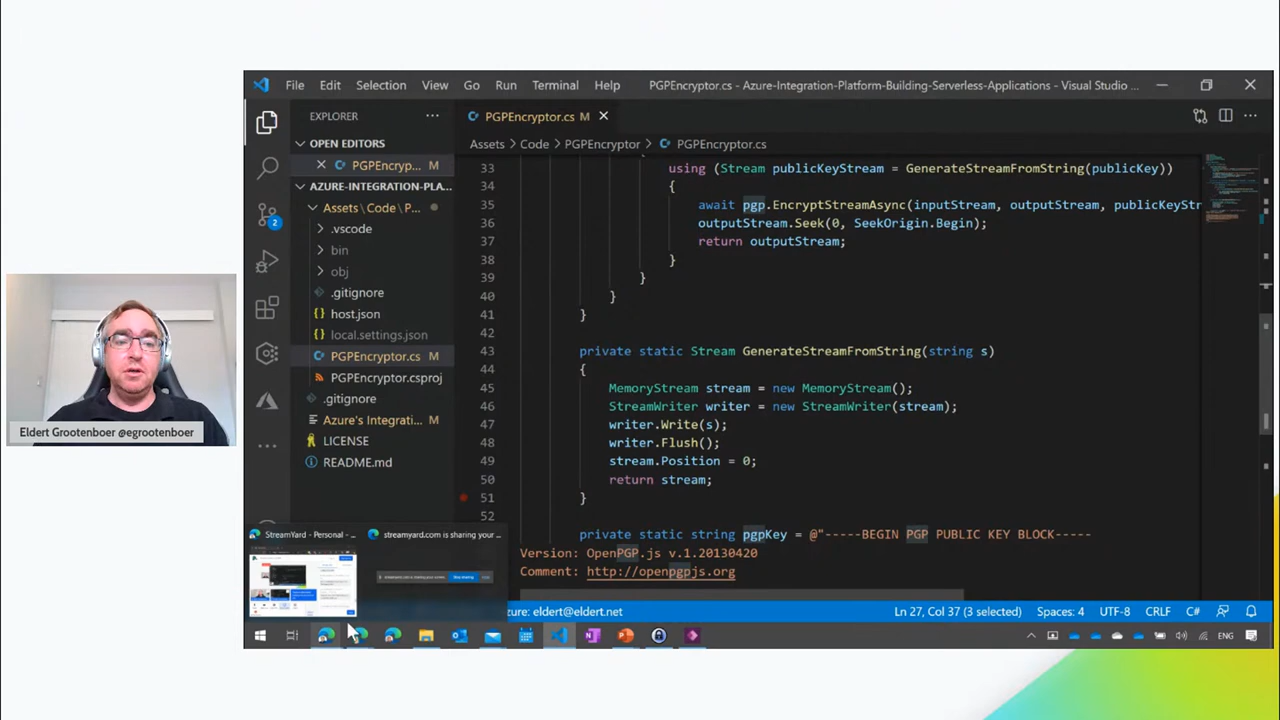 File Edit Selection View Go Run Terminal Help PGPEncryptor.cs - Azure-Integration-Platform-Building-Serverless-Applications - Visual Studio ...
EXPLORER
OPEN EDITORS
PGPEncryp... M
AZURE-INTEGRATION-PLA...
Assets\Code\P...
.vscode
bin
obj
.gitignore
host.json
local.settings.json
PGPEncryptor.cs M
PGPEncryptor.csproj
.gitignore
Azure's Integrati...
LICENSE
README.md
2
PGPEncryptor.cs M
Assets > Code > PGPEncryptor > PGPEncryptor.cs
33 using (Stream publicKeyStream = GenerateStreamFromString(publicKey))
34 {
35 await pgp.EncryptStreamAsync(inputStream, outputStream, publicKeyStr
36 outputStream.Seek(0, SeekOrigin.Begin);
37 return outputStream;
38 }
39 }
40 }
41 }
42
43 private static Stream GenerateStreamFromString(string s)
44 {
45 MemoryStream stream = new MemoryStream();
46 StreamWriter writer = new StreamWriter(stream);
47 writer.Write(s);
48 writer.Flush();
49 stream.Position = 0;
50 return stream;
51 }
52
private static string pgpKey = @"-----BEGIN PGP PUBLIC KEY BLOCK-----
Version: OpenPGP.js v.1.20130420
Comment: http://openpgpjs.org
Eldert Grootenboer @egrootenboer
StreamYard - Personal - ...
streamyard.com is sharing your...
zure: eldert@eldert.net
Ln 27, Col 37 (3 selected) Spaces: 4 UTF-8 CRLF C#
ENG